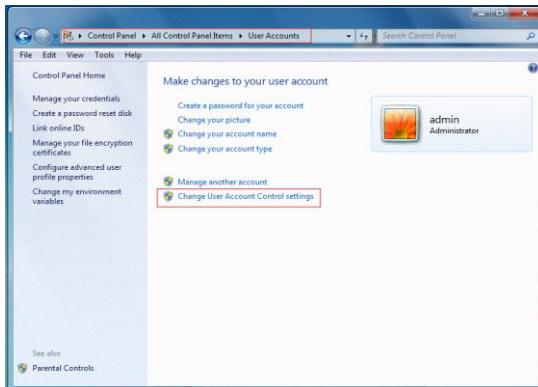 Control Panel ▸ All Control Panel Items ▸ User Accounts
Search Control Panel
File Edit View Tools Help
Control Panel Home
Manage your credentials
Create a password reset disk
Link online IDs
Manage your file encryption
certificates
Configure advanced user
profile properties
Change my environment
variables
See also
Parental Controls
Make changes to your user account
Create a password for your account
Change your picture
Change your account name
Change your account type
Manage another account
Change User Account Control settings
admin
Administrator